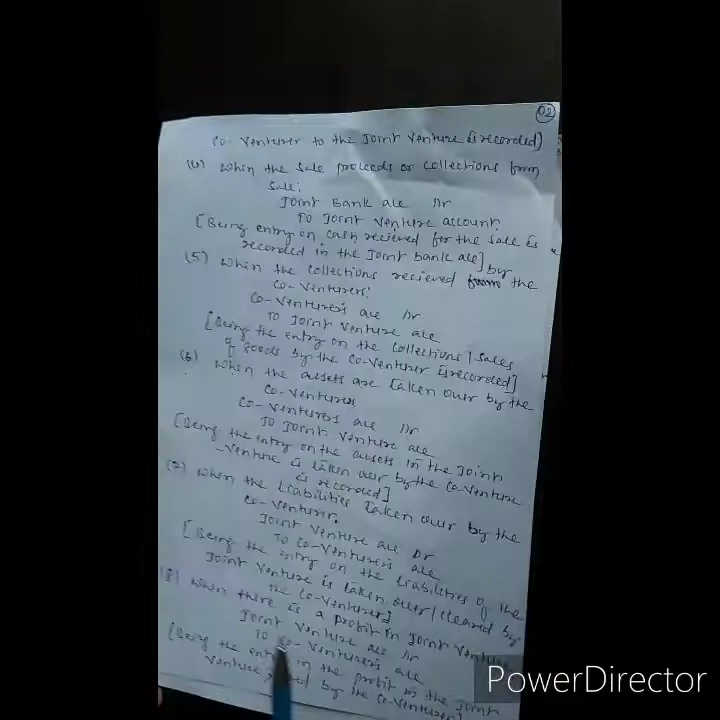 02
Co-Venturer to the Joint Venture is recorded]
(4) When the Sale proceeds or collections from
Sale:
Joint Bank a/c Dr
To Joint Venture account.
[Being entry on cash recieved for the sale is
recorded in the Joint bank a/c]
(5) When the collections recieved by the
Co-Venturers:
Co-Venturers a/c Dr
To Joint Venture a/c
[Being the entry on the collections / sales
of goods by the Co-Venturer is recorded]
(6) When the assets are taken over by the
Co-Venturers
Co-Venturers a/c Dr
To Joint Venture a/c
[Being the entry on the assets in the Joint
-Venture is taken over by the Co-Venture
is recorded]
(7) When the Liabilities taken over by the
Co-Venturer:
Joint Venture a/c Dr
To Co-Venturers a/c
[Being the entry on the Liabilities of the
Joint Venture is taken over/cleared by
the Co-Venturer]
(8) When there is a profit in Joint Venture
Joint Venture a/c Dr
To Co-Venturers a/c
[Being the entry in the profit in the Joint
Venture by the Co-Venturer]
PowerDirector